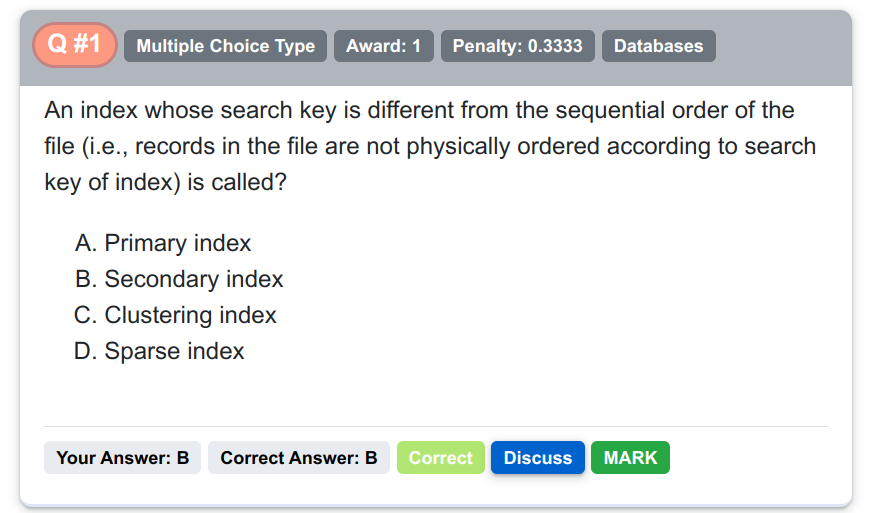 Q #1 Multiple Choice Type Award: 1 Penalty: 0.3333 Databases
An index whose search key is different from the sequential order of the
file (i.e., records in the file are not physically ordered according to search
key of index) is called?
A. Primary index
B. Secondary index
C. Clustering index
D. Sparse index
Your Answer: B Correct Answer: B Correct Discuss MARK